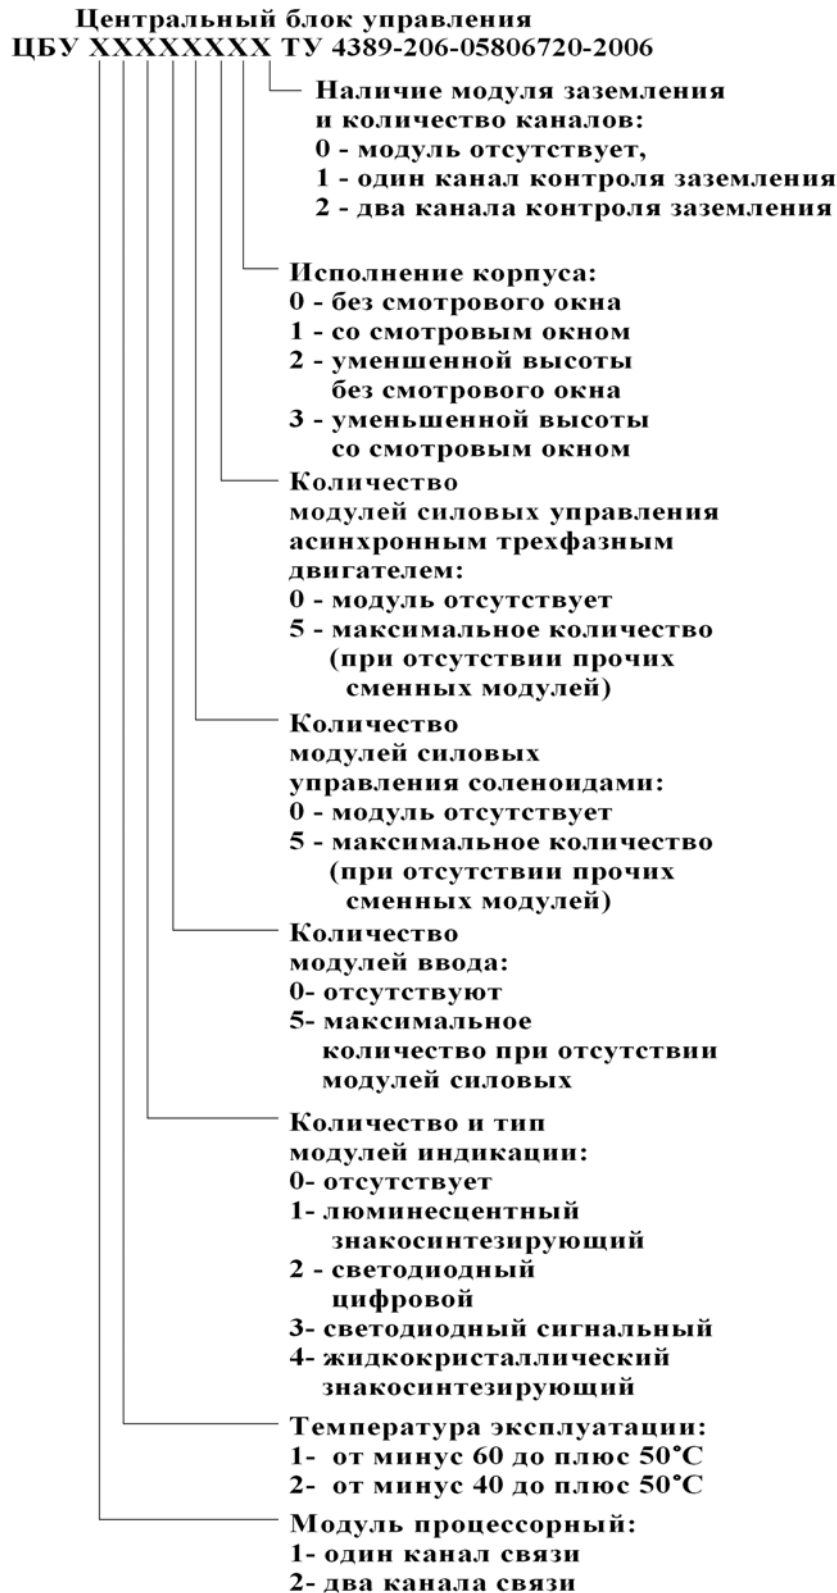 Центральный блок управления
ЦБУ XXXXXXXX ТУ 4389-206-05806720-2006
Наличие модуля заземления
и количество каналов:
0 - модуль отсутствует,
1 - один канал контроля заземления
2 - два канала контроля заземления
Исполнение корпуса:
0 - без смотрового окна
1 - со смотровым окном
2 - уменшенной высоты
без смотрового окна
3 - уменьшенной высоты
со смотровым окном
Количество
модулей силовых управления
асинхронным трехфазным
двигателем:
0 - модуль отсутствует
5 - максимальное количество
(при отсутствии прочих
сменных модулей)
Количество
модулей силовых
управления соленоидами:
0 - модуль отсутствует
5 - максимальное количество
(при отсутствии прочих
сменных модулей)
Количество
модулей ввода:
0- отсутствуют
5- максимальное
количество при отсутствии
модулей силовых
Количество и тип
модулей индикации:
0- отсутствует
1- люминесцентный
знакосинтезирующий
2 - светодиодный
цифровой
3- светодиодный сигнальный
4- жидкокристаллический
знакосинтезирующий
Температура эксплуатации:
1- от минус 60 до плюс 50°C
2- от минус 40 до плюс 50°C
Модуль процессорный:
1- один канал связи
2- два канала связи